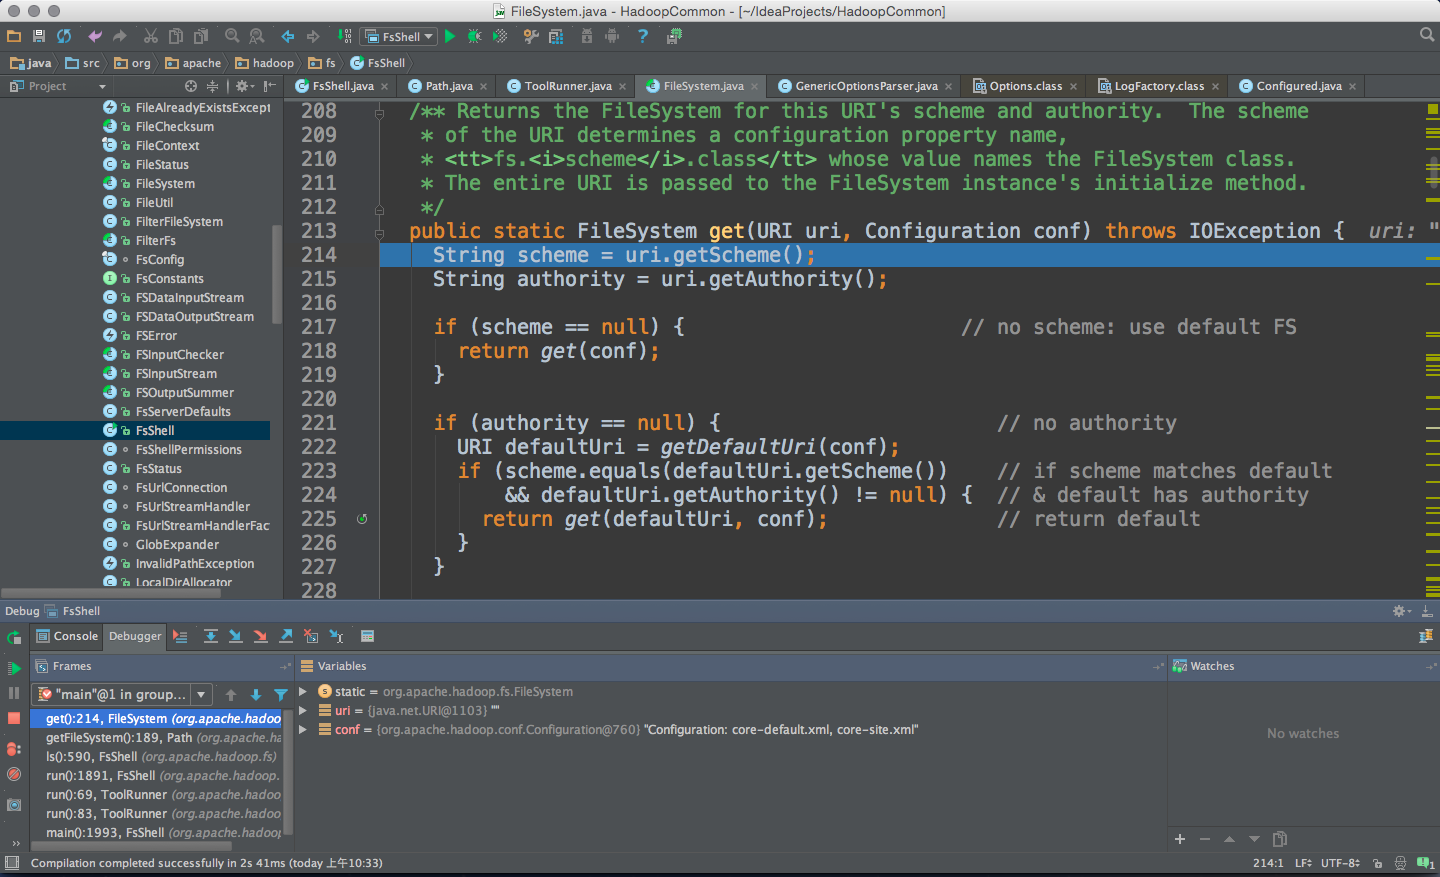 FileSystem.java - HadoopCommon - [~/IdeaProjects/HadoopCommon]
FsShell
java src org apache hadoop fs FsShell
Project
FsShell.java Path.java ToolRunner.java FileSystem.java GenericOptionsParser.java Options.class LogFactory.class Configured.java
FileAlreadyExistsExcept
FileChecksum
FileContext
FileStatus
FileSystem
FileUtil
FilterFileSystem
FilterFs
FsConfig
FsConstants
FSDataInputStream
FSDataOutputStream
FSError
FSInputChecker
FSInputStream
FSOutputSummer
FsServerDefaults
FsShell
FsShellPermissions
FsStatus
FsUrlConnection
FsUrlStreamHandler
FsUrlStreamHandlerFac
GlobExpander
InvalidPathException
LocalDirAllocator
208 /** Returns the FileSystem for this URI's scheme and authority.  The scheme
209 * of the URI determines a configuration property name,
210 * <tt>fs.<i>scheme</i>.class</tt> whose value names the FileSystem class.
211 * The entire URI is passed to the FileSystem instance's initialize method.
212 */
213 public static FileSystem get(URI uri, Configuration conf) throws IOException { uri: "
214 String scheme = uri.getScheme();
215 String authority = uri.getAuthority();
216
217 if (scheme == null) { // no scheme: use default FS
218 return get(conf);
219 }
220
221 if (authority == null) { // no authority
222 URI defaultUri = getDefaultUri(conf);
223 if (scheme.equals(defaultUri.getScheme()) // if scheme matches default
224 && defaultUri.getAuthority() != null) { // & default has authority
225 return get(defaultUri, conf); // return default
226 }
227 }
228
Debug FsShell
Console Debugger
Frames
"main"@1 in group...
get():214, FileSystem (org.apache.hadoo
getFileSystem():189, Path (org.apache.ha
ls():590, FsShell (org.apache.hadoop.fs)
run():1891, FsShell (org.apache.hadoop.
run():69, ToolRunner (org.apache.hadoo
run():83, ToolRunner (org.apache.hadoo
main():1993, FsShell (org.apache.hadoop
Variables
static = org.apache.hadoop.fs.FileSystem
uri = {java.net.URI@1103} ""
conf = {org.apache.hadoop.conf.Configuration@760} "Configuration: core-default.xml, core-site.xml"
Watches
No watches
Compilation completed successfully in 2s 41ms (today 上午10:33)
214:1 LF UTF-8 1